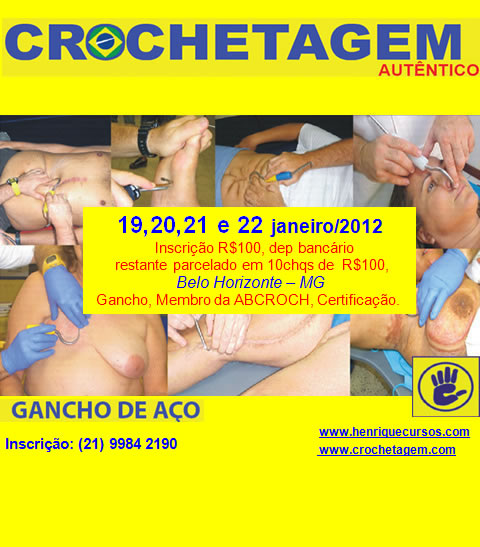 CROCHETAGEM
AUTÊNTICO
19,20,21 e 22 janeiro/2012
Inscrição R$100, dep bancário
restante parcelado em 10chqs de R$100,
Belo Horizonte – MG
Gancho, Membro da ABCROCH, Certificação.
GANCHO DE AÇO
Inscrição: (21) 9984 2190
www.henriquecursos.com
www.crochetagem.com